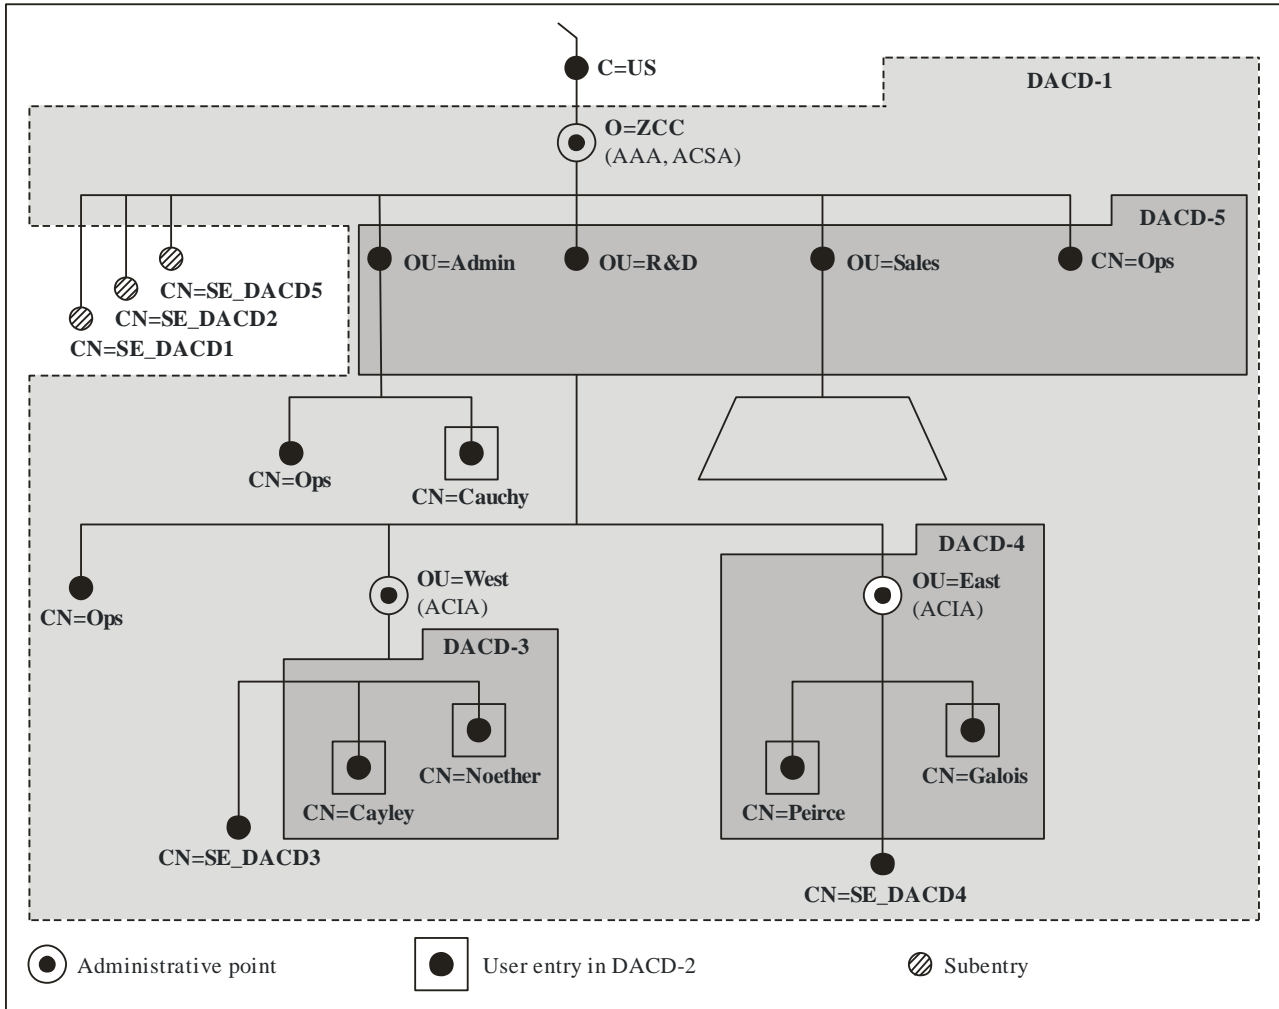 C=US
DACD-1
O=ZCC
(AAA, ACSA)
DACD-5
OU=Admin
OU=R&D
OU=Sales
CN=Ops
CN=SE_DACD5
CN=SE_DACD2
CN=SE_DACD1
CN=Ops
CN=Cauchy
DACD-4
OU=West
(ACIA)
OU=East
(ACIA)
CN=Ops
DACD-3
CN=Noether
CN=Galois
CN=Cayley
CN=Peirce
CN=SE_DACD3
CN=SE_DACD4
Administrative point
User entry in DACD-2
Subentry